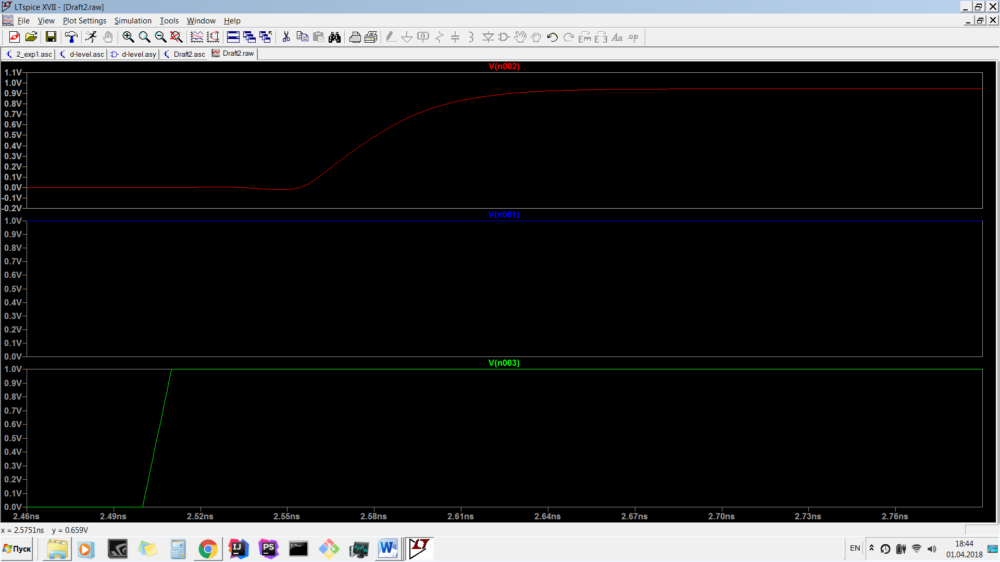 LTspice XVII - [Draft2.raw]
File View Plot Settings Simulation Tools Window Help
2_exp1.asc d-level.asc d-level.asy Draft2.asc Draft2.raw
V(n002)
1.1V
1.0V
0.9V
0.8V
0.7V
0.6V
0.5V
0.4V
0.3V
0.2V
0.1V
0.0V
-0.1V
-0.2V
V(n001)
1.0V
0.9V
0.8V
0.7V
0.6V
0.5V
0.4V
0.3V
0.2V
0.1V
0.0V
V(n003)
1.0V
0.9V
0.8V
0.7V
0.6V
0.5V
0.4V
0.3V
0.2V
0.1V
0.0V
2.46ns 2.49ns 2.52ns 2.55ns 2.58ns 2.61ns 2.64ns 2.67ns 2.70ns 2.73ns 2.76ns
x = 2.5751ns y = 0.659V
Пуск
IJ
PS
W
EN
18:44
01.04.2018